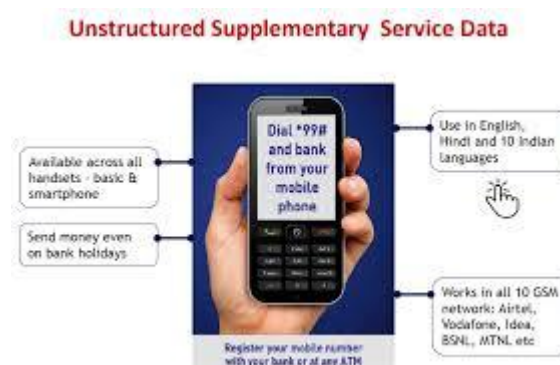 Unstructured Supplementary Service Data
Dial *99#
and bank
from your
mobile
phone
Available across all
handsets - basic &
smartphone
Send money even
on bank holidays
Use in English,
Hindi and 10 Indian
languages
Works in all 10 GSM
network: Airtel,
Vodafone, Idea,
BSNL, MTNL etc
Register your mobile number
with your bank or at any ATM